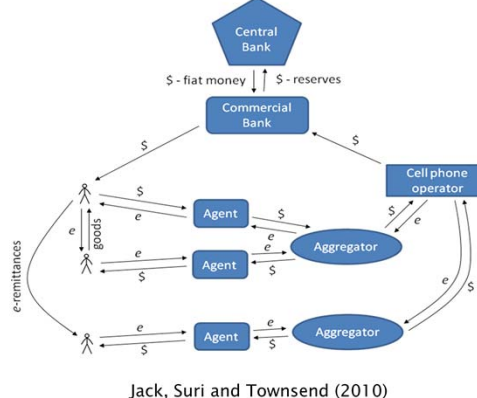 Central
Bank
$ - fiat money
$ - reserves
Commercial
Bank
$
$
Cell phone
operator
$
e
Agent
$
e
$
e
Aggregator
e
goods
e
$
Agent
e
$
e-remittances
e
$
e
$
Agent
e
$
Aggregator
Jack, Suri and Townsend (2010)